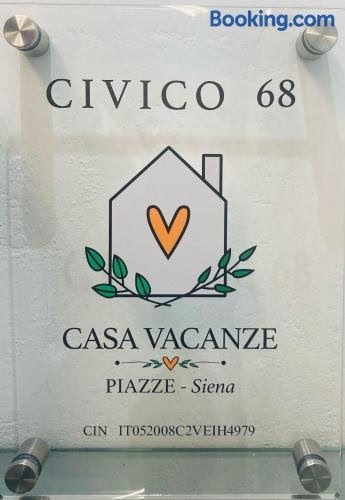 Booking.com
CIVICO 68
CASA VACANZE
PIAZZE - Siena
CIN IT052008C2VEIH4979